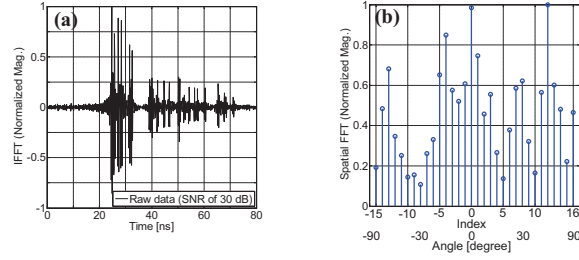 (a)
IFFT (Normalized Mag.)
1
0.5
0
-0.5
-1
Raw data (SNR of 30 dB)
0 20 40 60 80
Time [ns]
(b)
Spatial FFT (Normalized Mag.)
1
0.8
0.6
0.4
0.2
0
-15 -10 -5 0 5 10 16
Index
-90 -30 0 30 90
Angle [degree]